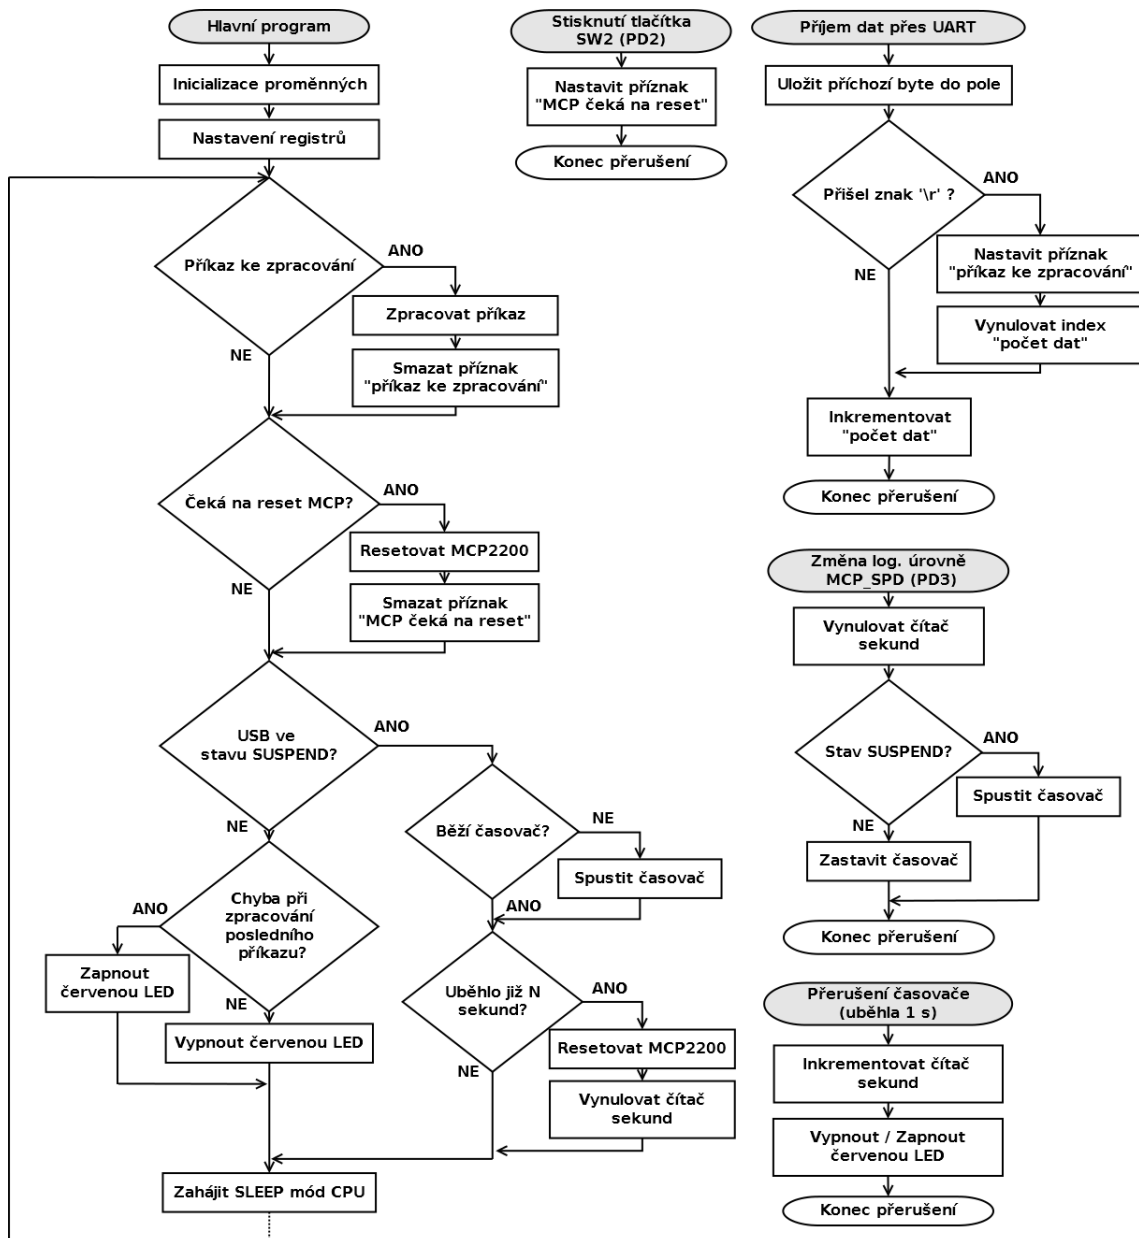 Hlavní program
Inicializace proměnných
Nastavení registrů
Příkaz ke zpracování
ANO
Zpracovat příkaz
Smazat příznak
"příkaz ke zpracování"
NE
Čeká na reset MCP?
ANO
Resetovat MCP2200
Smazat příznak
"MCP čeká na reset"
NE
USB ve
stavu SUSPEND?
ANO
NE
Běží časovač?
NE
Spustit časovač
ANO
Chyba při
zpracování
posledního
příkazu?
ANO
Zapnout
červenou LED
NE
Vypnout červenou LED
Uběhlo již N
sekund?
ANO
Resetovat MCP2200
Vynulovat čítač
sekund
NE
Zahájit SLEEP mód CPU
Stisknutí tlačítka
SW2 (PD2)
Nastavit příznak
"MCP čeká na reset"
Konec přerušení
Příjem dat přes UART
Uložit příchozí byte do pole
Přišel znak '\r' ?
ANO
Nastavit příznak
"příkaz ke zpracování"
Vynulovat index
"počet dat"
NE
Inkrementovat
"počet dat"
Konec přerušení
Změna log. úrovně
MCP_SPD (PD3)
Vynulovat čítač
sekund
Stav SUSPEND?
ANO
Spustit časovač
NE
Zastavit časovač
Konec přerušení
Přerušení časovače
(uběhla 1 s)
Inkrementovat čítač
sekund
Vypnout / Zapnout
červenou LED
Konec přerušení